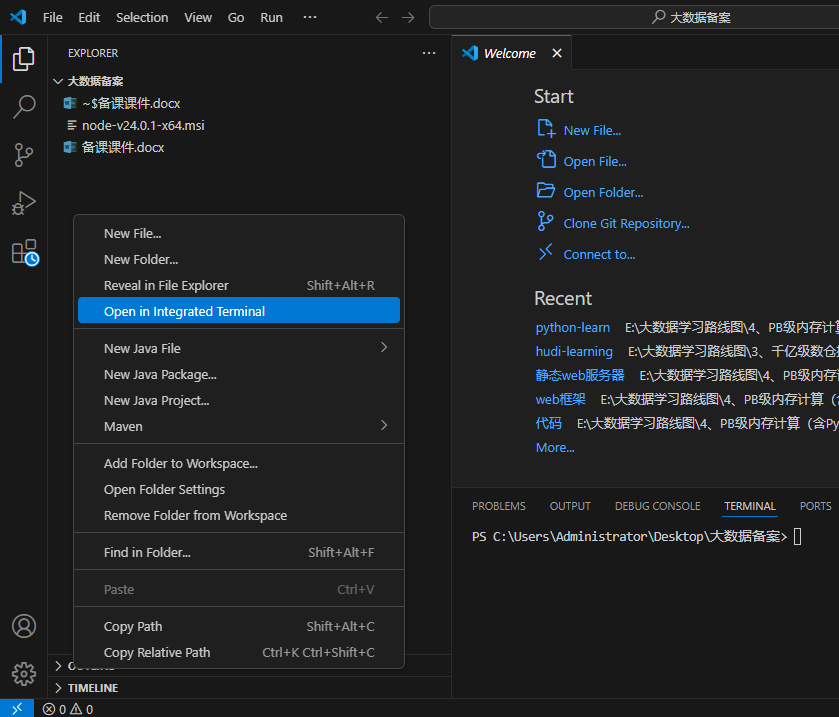 File Edit Selection View Go Run ···
大数据备案
EXPLORER ···
大数据备案
~$备课课件.docx
node-v24.0.1-x64.msi
备课课件.docx
New File...
New Folder...
Reveal in File Explorer Shift+Alt+R
Open in Integrated Terminal
New Java File
New Java Package...
New Java Project...
Maven
Add Folder to Workspace...
Open Folder Settings
Remove Folder from Workspace
Find in Folder... Shift+Alt+F
Paste Ctrl+V
Copy Path Shift+Alt+C
Copy Relative Path Ctrl+K Ctrl+Shift+C
TIMELINE
0 0
Welcome
Start
New File...
Open File...
Open Folder...
Clone Git Repository...
Connect to...
Recent
python-learn E:\大数据学习路线图\4、PB级内存计算
hudi-learning E:\大数据学习路线图\3、千亿级数仓
静态web服务器 E:\大数据学习路线图\4、PB级内存
web框架 E:\大数据学习路线图\4、PB级内存计算（
代码 E:\大数据学习路线图\4、PB级内存计算（含Py
More...
PROBLEMS OUTPUT DEBUG CONSOLE TERMINAL PORTS
PS C:\Users\Administrator\Desktop\大数据备案>